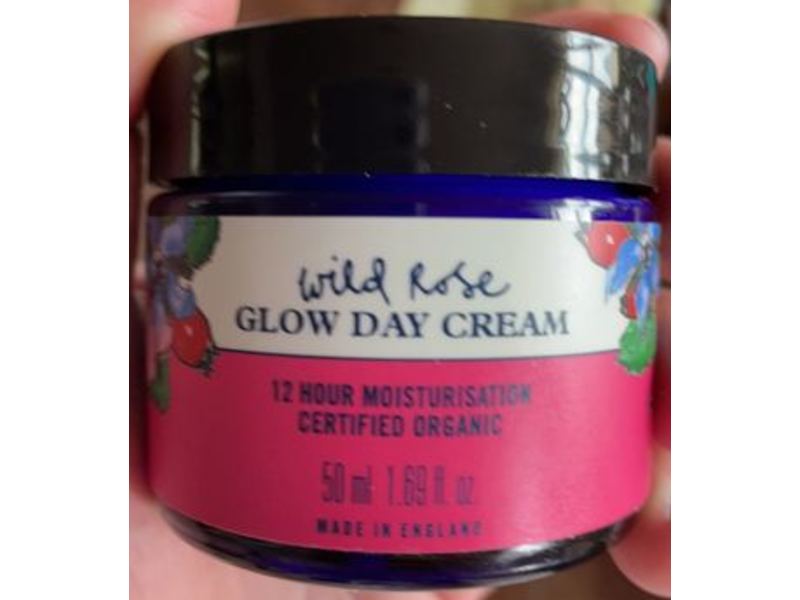 wild Rose
GLOW DAY CREAM
12 HOUR MOISTURISATION
CERTIFIED ORGANIC
50 ml 1.69 fl. oz
MADE IN ENGLAND